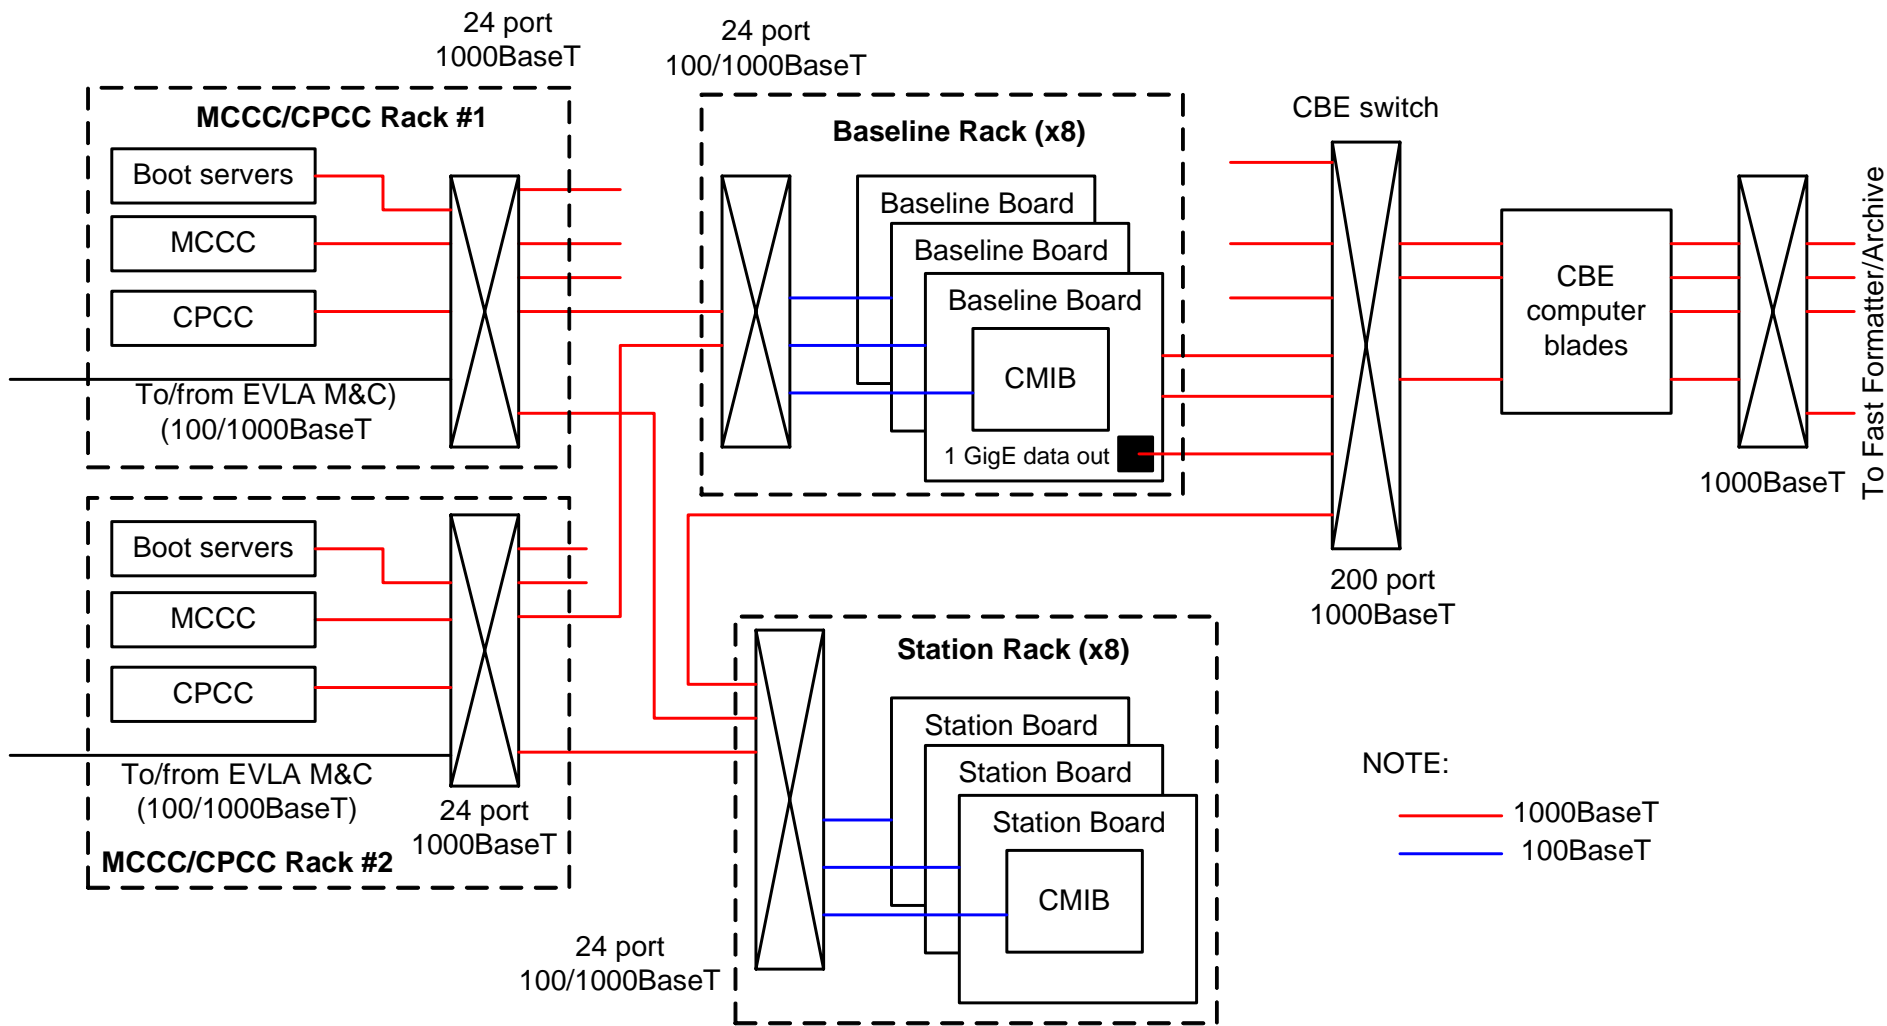 24 port
1000BaseT
24 port
100/1000BaseT
MCCC/CPCC Rack #1
Boot servers
MCCC
CPCC
To/from EVLA M&C)
(100/1000BaseT
Baseline Rack (x8)
Baseline Board
Baseline Board
Baseline Board
CMIB
1 GigE data out
CBE switch
200 port
1000BaseT
CBE
computer
blades
1000BaseT
To Fast Formatter/Archive
Boot servers
MCCC
CPCC
To/from EVLA M&C
(100/1000BaseT)
24 port
1000BaseT
MCCC/CPCC Rack #2
Station Rack (x8)
Station Board
Station Board
Station Board
CMIB
24 port
100/1000BaseT
NOTE:
1000BaseT
100BaseT